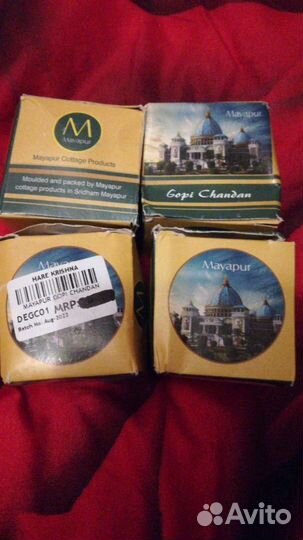 M
Mayapur
Mayapur Cottage Products
Moulded and packed by Mayapur
cottage products in Sridham Mayapur
Mayapur
Gopi Chandan
HARE KRISHNA
MAYAPUR GOPI CHANDAN
DEGC01 MRP
Batch No. Aug-2022
Mayapur
Avito